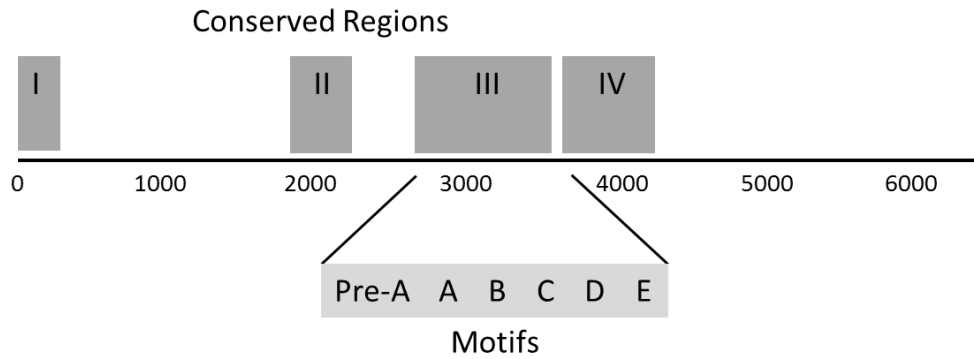 Conserved Regions
I II III IV
0 1000 2000 3000 4000 5000 6000
Pre-A A B C D E
Motifs